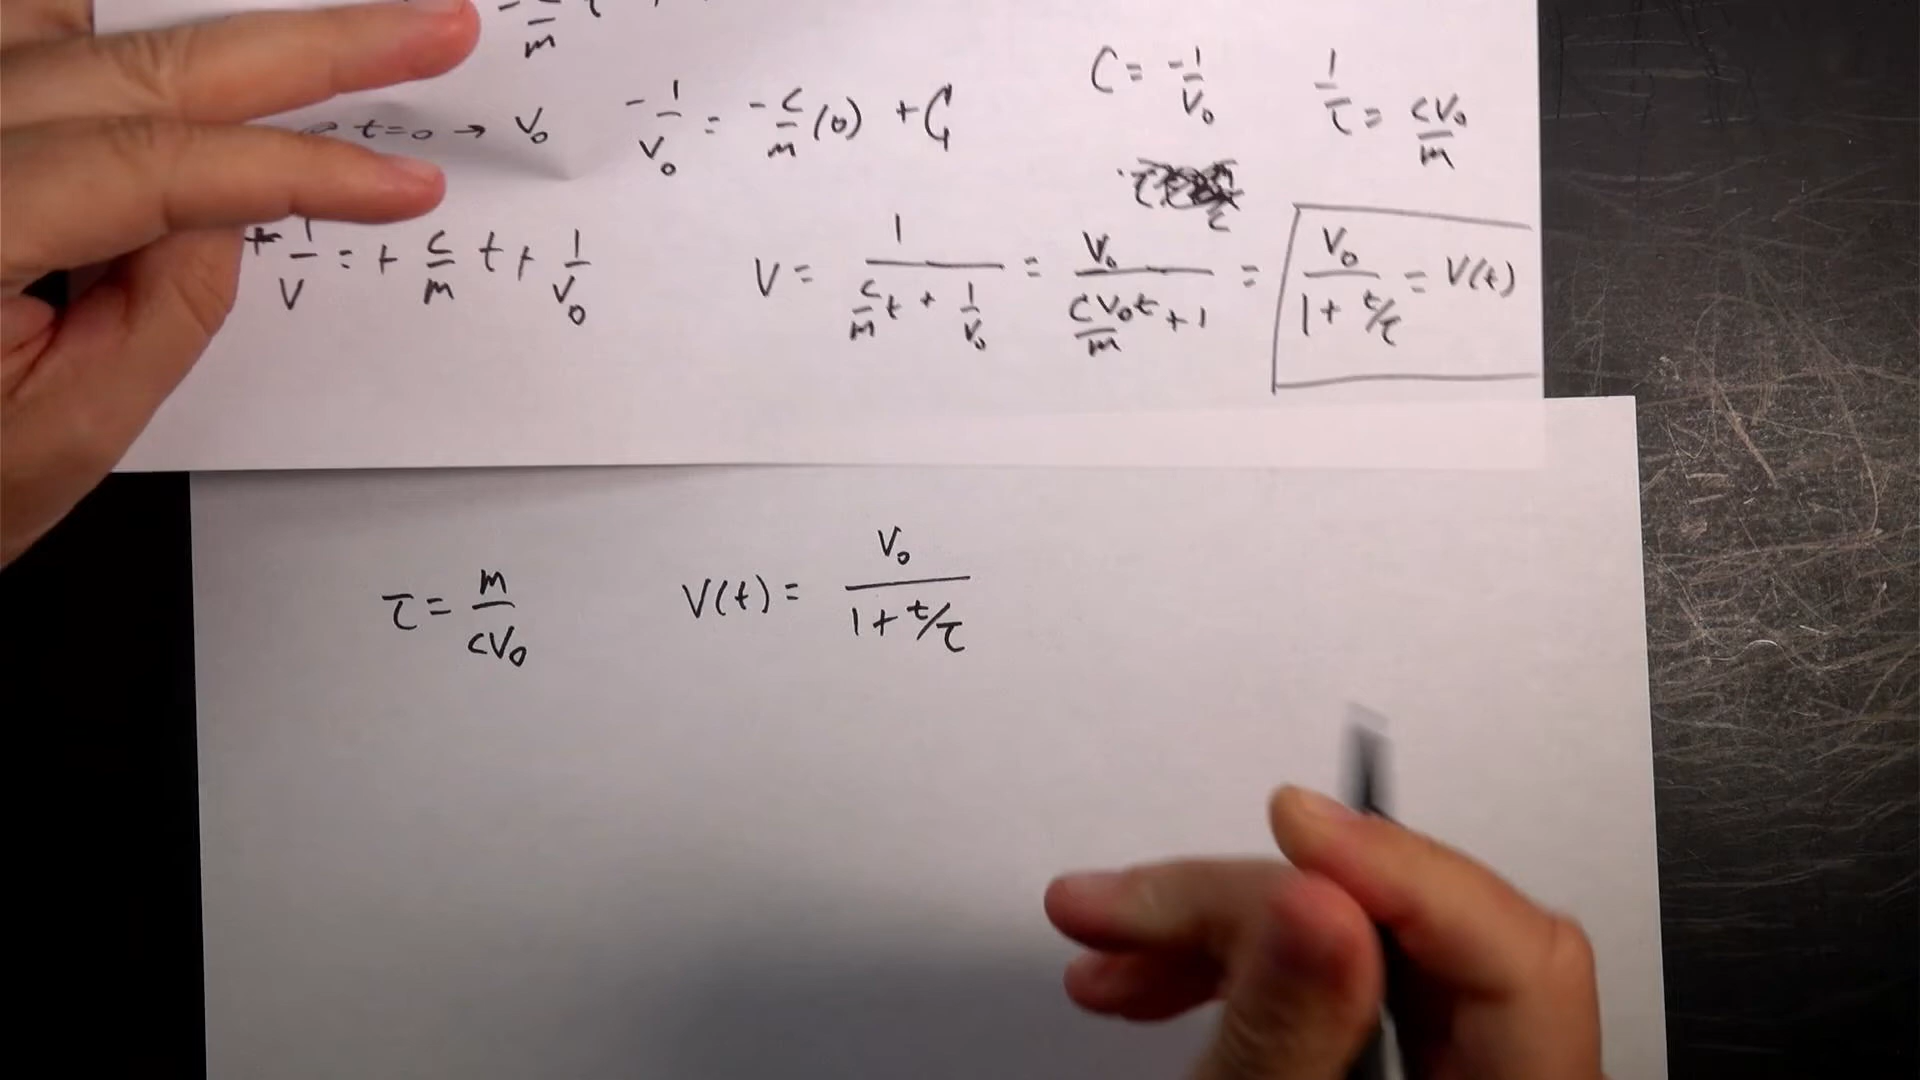 m
t=0 → V₀ -1/V₀ = -c/m (0) + C₁ C = -1/V₀ 1/τ = cV₀/m
+ 1/V = + c/m t + 1/V₀ V = 1/(c/m t + 1/V₀) = V₀/(cV₀t/m + 1) = V₀/(1 + t/τ) = V(t)
τ = m/cV₀ V(t) = V₀/(1 + t/τ)